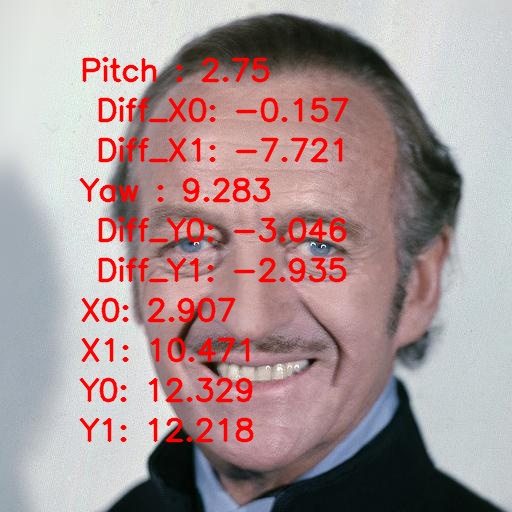 Pitch : 2.75
Diff_X0: -0.157
Diff_X1: -7.721
Yaw : 9.283
Diff_Y0: -3.046
Diff_Y1: -2.935
X0: 2.907
X1: 10.471
Y0: 12.329
Y1: 12.218